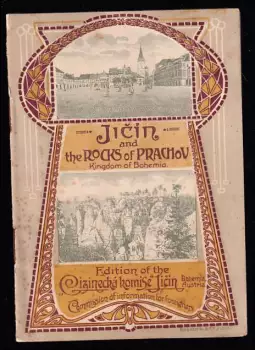 Jičín
and
the Rocks of Prachov
Kingdom of Bohemia.
Edition of the
Cizinecká komise Jičín
Bohemia
Austria
Commission of information for foreigners